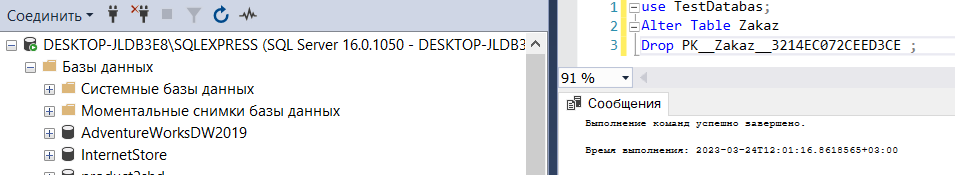 Соединить
DESKTOP-JLDB3E8\SQLEXPRESS (SQL Server 16.0.1050 - DESKTOP-JLDB3
Базы данных
Системные базы данных
Моментальные снимки базы данных
AdventureWorksDW2019
InternetStore
1 use TestDatabas;
2 Alter Table Zakaz
3 Drop PK__Zakaz__3214EC072CEED3CE ;
91 %
Сообщения
Выполнение команд успешно завершено.
Время выполнения: 2023-03-24T12:01:16.8618565+03:00